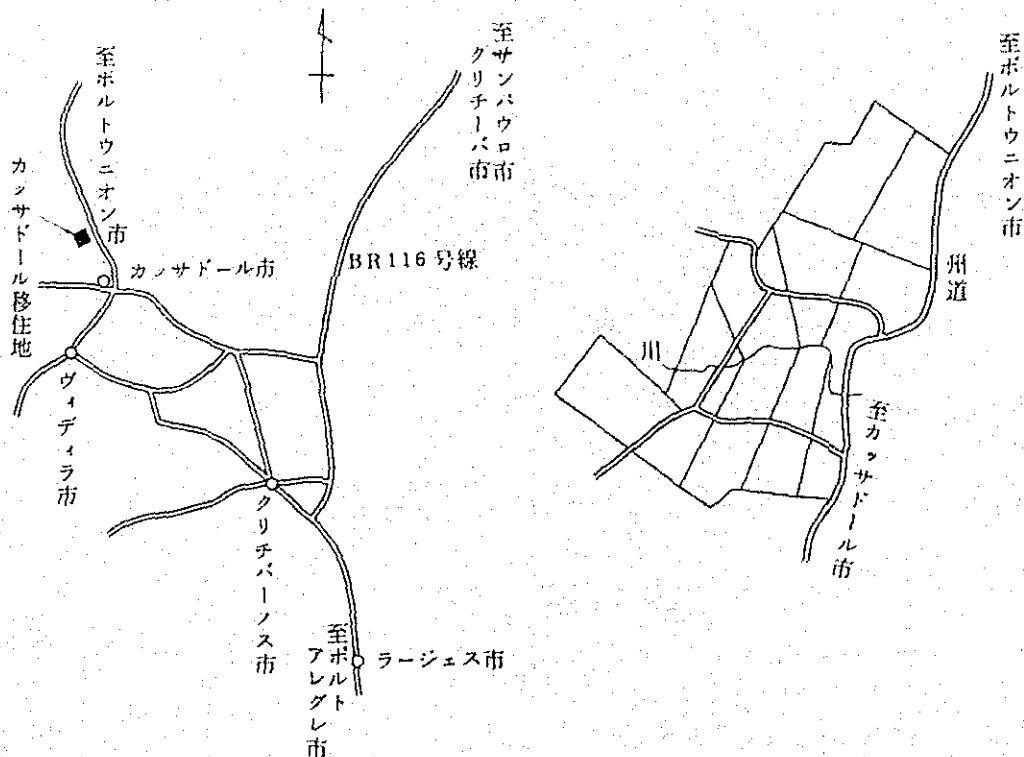 至ポルトウニオン市
カッサドール移住地
カッサドール市
ヴィディラ市
至サンパウロ市
クリチーバ市
BR116号線
クリチバーノス市
至ポルト
アレグレ市
ラージェス市
至ポルトウニオン市
州道
川
至カッサドール市